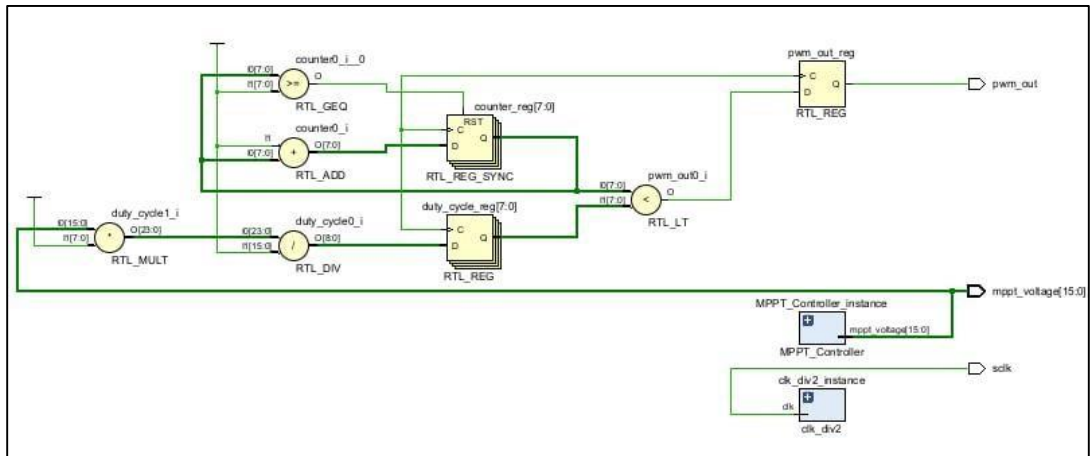 counter0_i__0
I0[7:0]
I1[7:0]
>=
O
RTL_GEQ
counter_reg[7:0]
RST
C
D
Q
RTL_REG_SYNC
counter0_i
I1
I0[7:0]
+
O[7:0]
RTL_ADD
pwm_out_reg
C
D
Q
RTL_REG
pwm_out
pwm_out0_i
I0[7:0]
I1[7:0]
<
O
RTL_LT
duty_cycle1_i
I0[15:0]
I1[7:0]
*
O[23:0]
RTL_MULT
duty_cycle0_i
I0[23:0]
I1[15:0]
/
O[8:0]
RTL_DIV
duty_cycle_reg[7:0]
C
D
Q
RTL_REG
mppt_voltage[15:0]
MPPT_Controller_instance
mppt_voltage[15:0]
MPPT_Controller
sclk
clk_div2_instance
clk
clk_div2